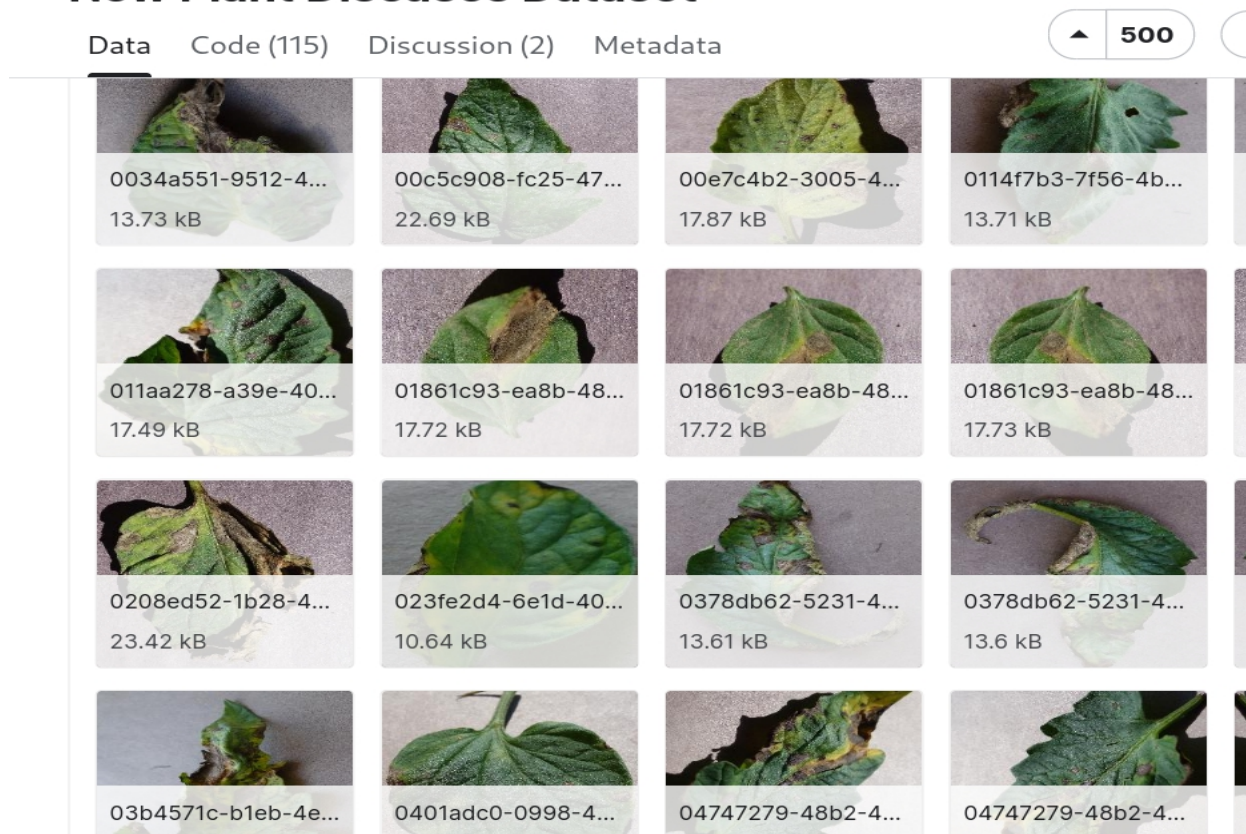 New Plant Diseases Dataset
Data Code (115) Discussion (2) Metadata 500
0034a551-9512-4... 00c5c908-fc25-47... 00e7c4b2-3005-4... 0114f7b3-7f56-4b...
13.73 kB 22.69 kB 17.87 kB 13.71 kB
011aa278-a39e-40... 01861c93-ea8b-48... 01861c93-ea8b-48... 01861c93-ea8b-48...
17.49 kB 17.72 kB 17.72 kB 17.73 kB
0208ed52-1b28-4... 023fe2d4-6e1d-40... 0378db62-5231-4... 0378db62-5231-4...
23.42 kB 10.64 kB 13.61 kB 13.6 kB
03b4571c-b1eb-4e... 0401adc0-0998-4... 04747279-48b2-4... 04747279-48b2-4...